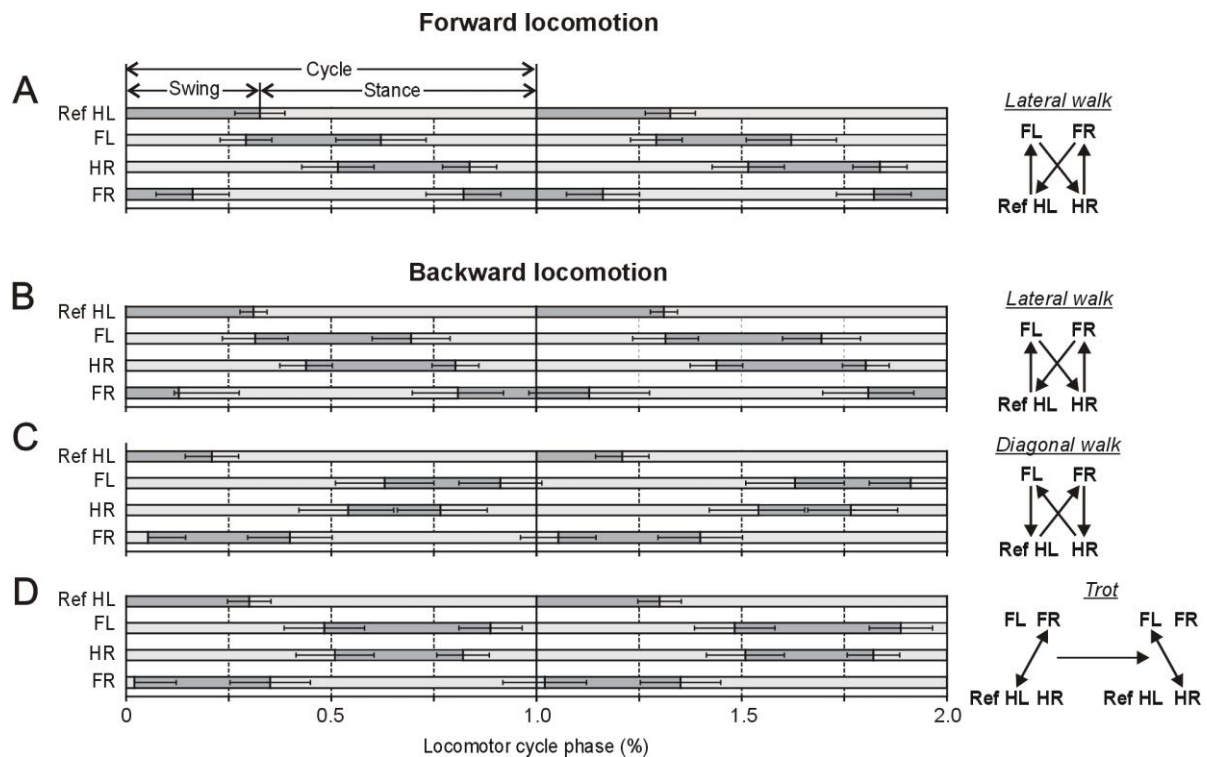 Forward locomotion
A
Cycle
Swing
Stance
Ref HL
FL
HR
FR
Lateral walk
FL FR
Ref HL HR
Backward locomotion
B
Ref HL
FL
HR
FR
Lateral walk
FL FR
Ref HL HR
C
Ref HL
FL
HR
FR
Diagonal walk
FL FR
Ref HL HR
D
Ref HL
FL
HR
FR
Trot
FL FR FL FR
Ref HL HR Ref HL HR
0 0.5 1.0 1.5 2.0
Locomotor cycle phase (%)